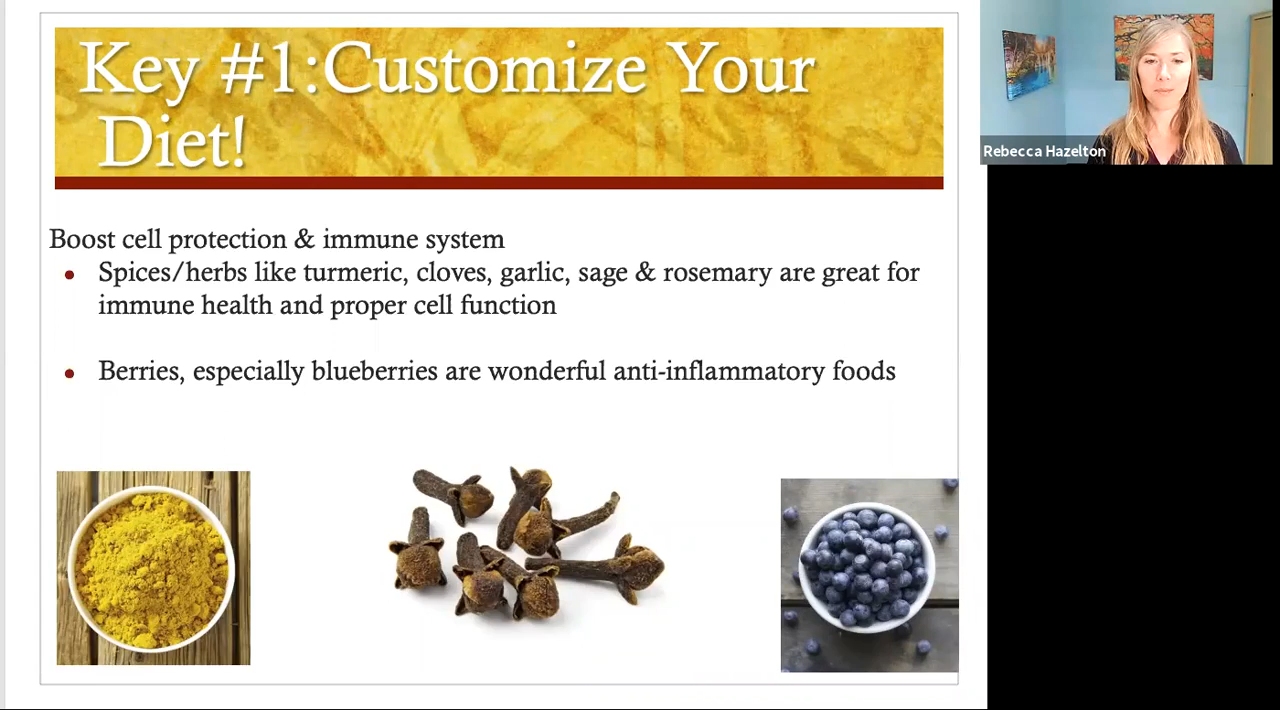 Key #1:Customize Your
Diet!
Rebecca Hazelton
Boost cell protection & immune system
• Spices/herbs like turmeric, cloves, garlic, sage & rosemary are great for
immune health and proper cell function
• Berries, especially blueberries are wonderful anti-inflammatory foods